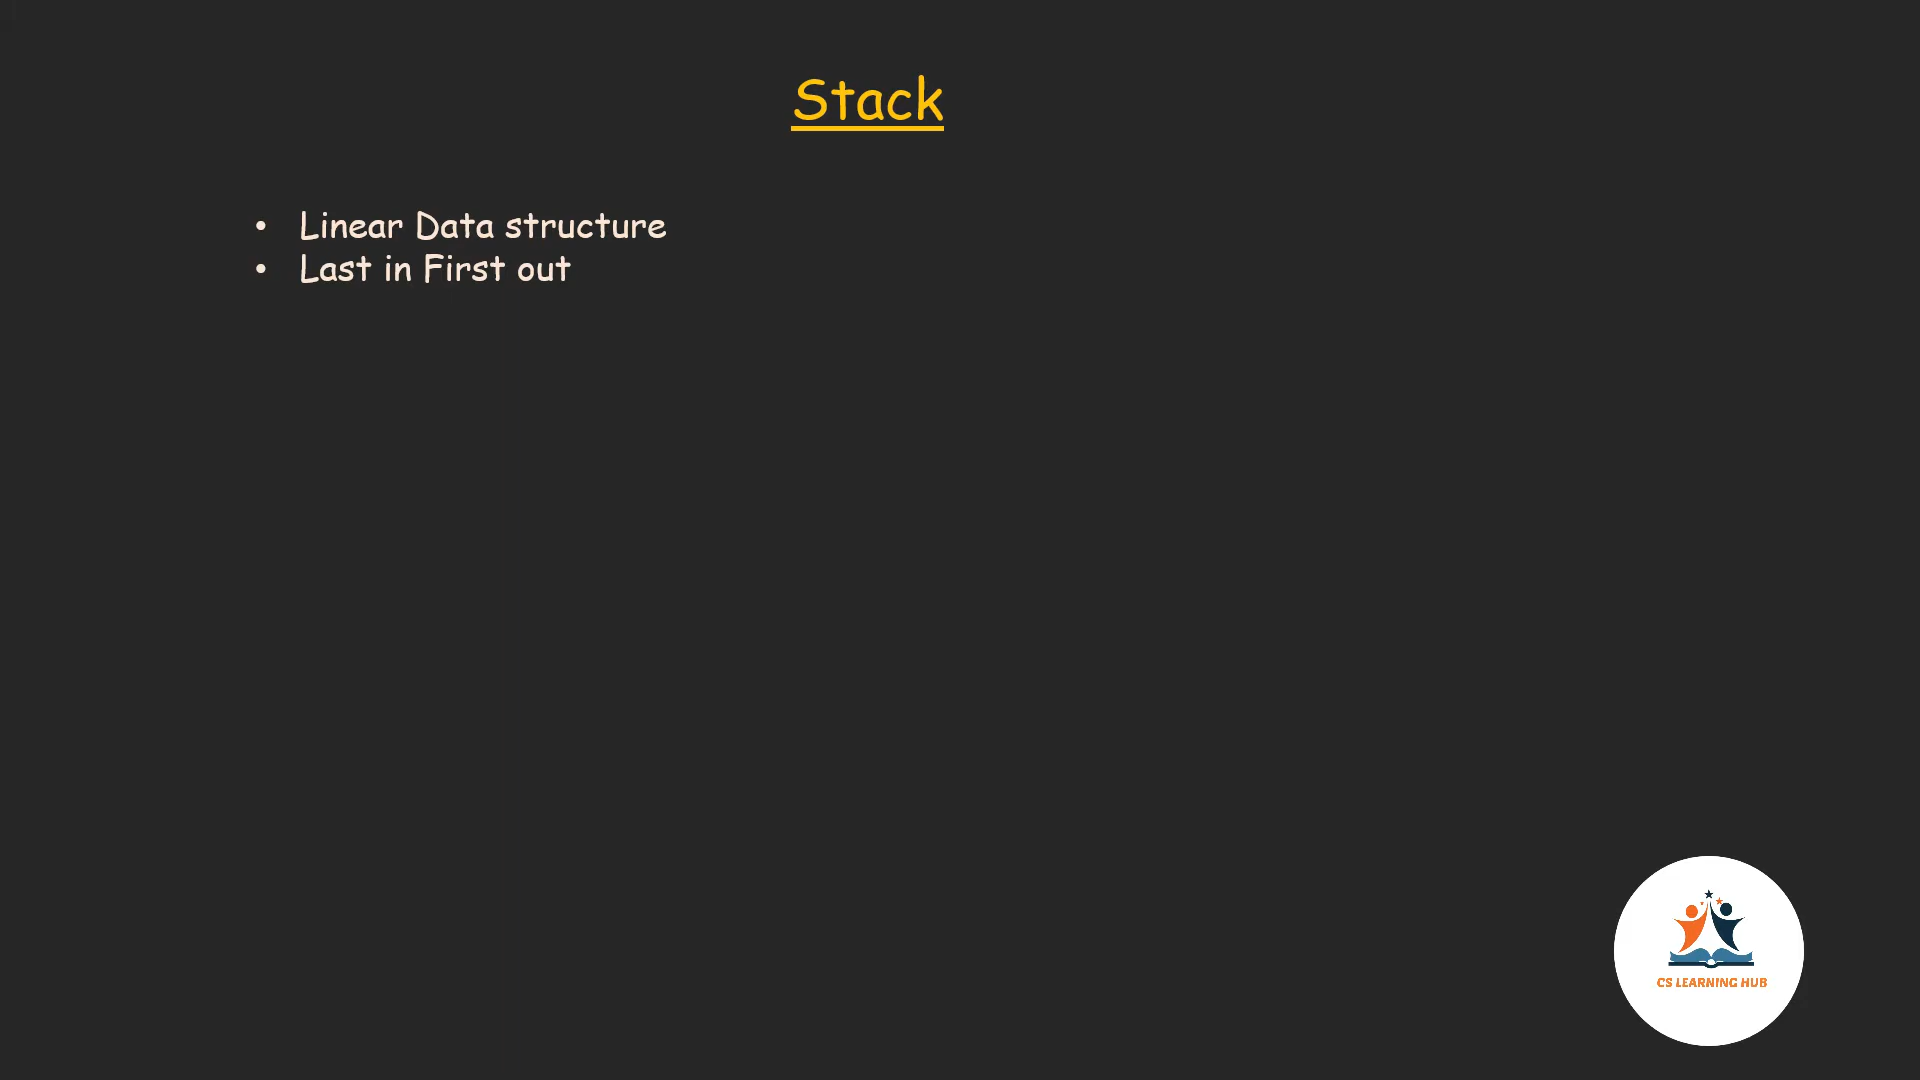 Stack
• Linear Data structure
• Last in First out
CS LEARNING HUB